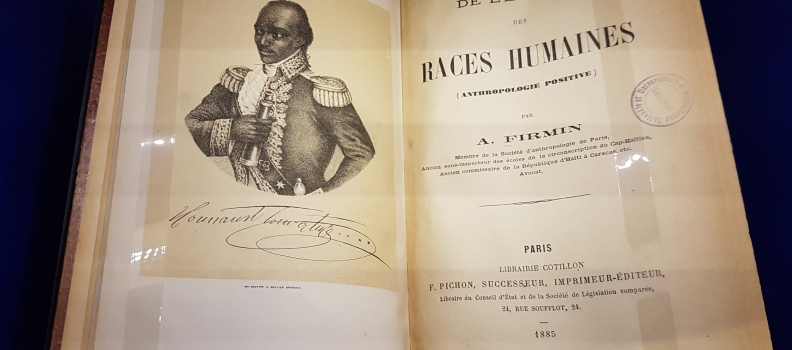 Toussaint Louverture
DE L'É
DES
RACES HUMAINES
(ANTHROPOLOGIE POSITIVE)
PAR
A. FIRMIN
Membre de la Société d'anthropologie de Paris,
Ancien sous-inspecteur des écoles de la circonscription du Cap-Haïtien,
Ancien commissaire de la République d'Haïti à Caracas, etc.
Avocat.
PARIS
LIBRAIRIE COTILLON
F. PICHON, SUCCESSEUR, IMPRIMEUR-ÉDITEUR,
Libraire du Conseil d'État et de la Société de Législation comparée,
24, RUE SOUFFLOT, 24.
1885